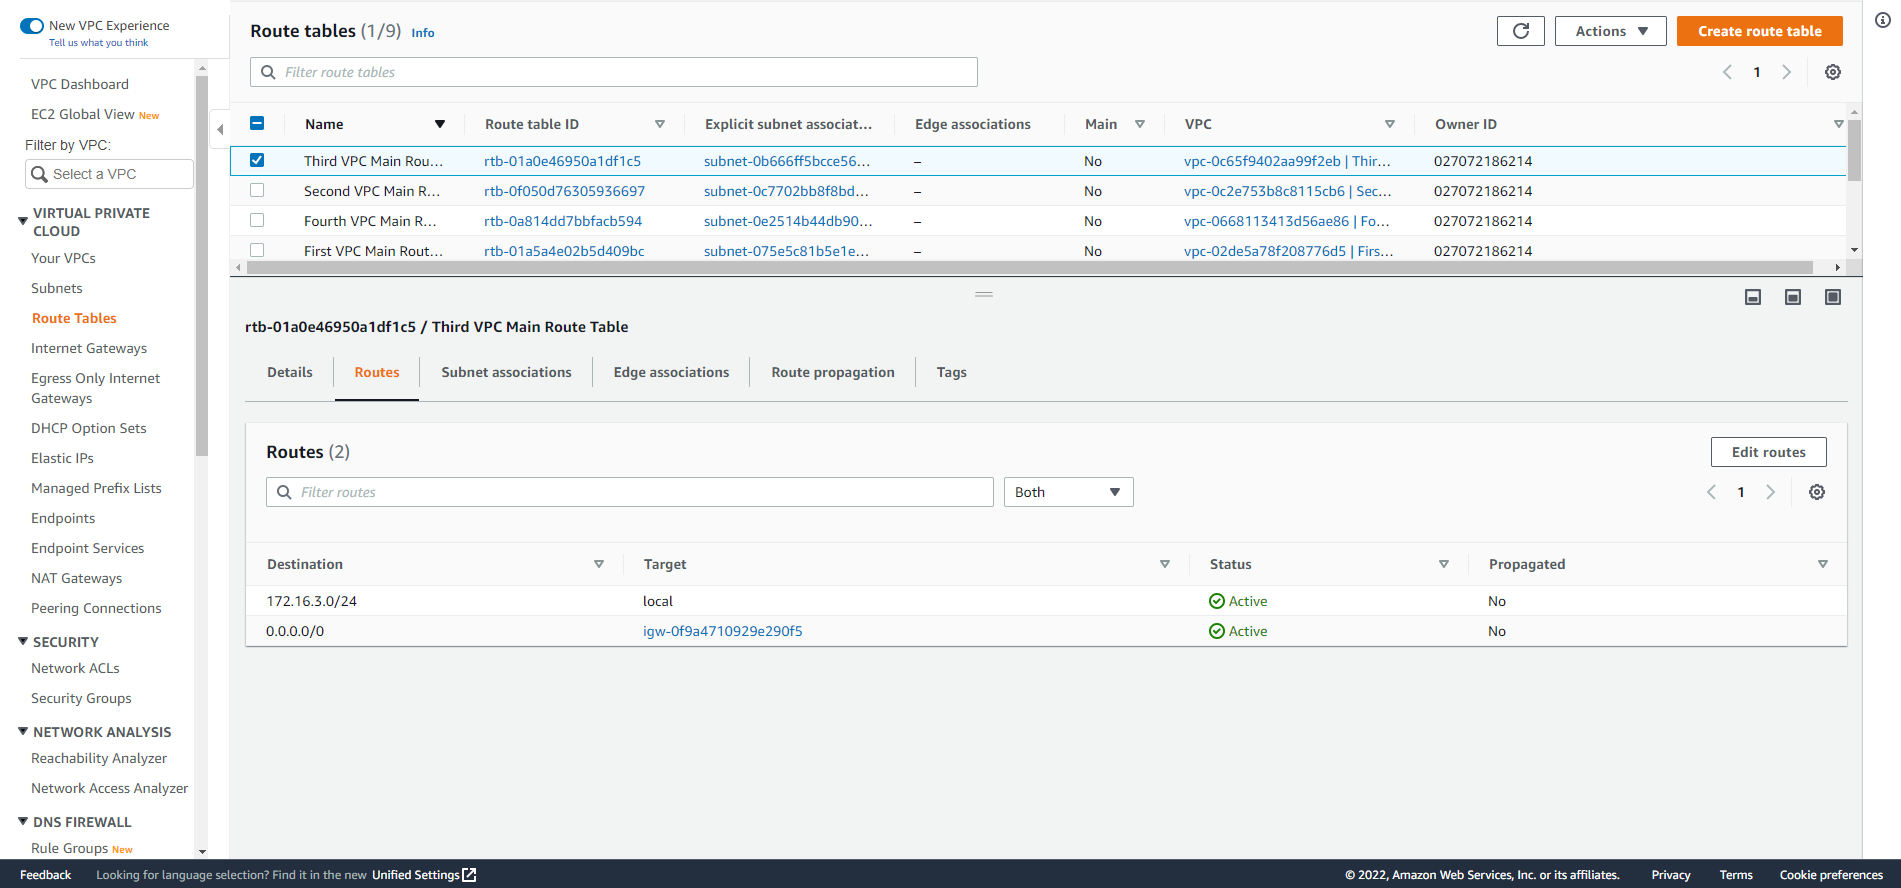 New VPC Experience
Tell us what you think
VPC Dashboard
EC2 Global View New
Filter by VPC:
Select a VPC
VIRTUAL PRIVATE
CLOUD
Your VPCs
Subnets
Route Tables
Internet Gateways
Egress Only Internet
Gateways
DHCP Option Sets
Elastic IPs
Managed Prefix Lists
Endpoints
Endpoint Services
NAT Gateways
Peering Connections
SECURITY
Network ACLs
Security Groups
NETWORK ANALYSIS
Reachability Analyzer
Network Access Analyzer
DNS FIREWALL
Rule Groups New
Route tables (1/9) Info
Actions
Create route table
Filter route tables
1
Name Route table ID Explicit subnet associat... Edge associations Main VPC Owner ID
Third VPC Main Rou... rtb-01a0e46950a1df1c5 subnet-0b666ff5bcce56... – No vpc-0c65f9402aa99f2eb | Thir... 027072186214
Second VPC Main R... rtb-0f050d76305936697 subnet-0c7702bb8f8bd... – No vpc-0c2e753b8c8115cb6 | Sec... 027072186214
Fourth VPC Main R... rtb-0a814dd7bbfacb594 subnet-0e2514b44db90... – No vpc-0668113413d56ae86 | Fo... 027072186214
First VPC Main Rout... rtb-01a5a4e02b5d409bc subnet-075e5c81b5e1e... – No vpc-02de5a78f208776d5 | Firs... 027072186214
rtb-01a0e46950a1df1c5 / Third VPC Main Route Table
Details Routes Subnet associations Edge associations Route propagation Tags
Routes (2)
Edit routes
Filter routes
Both
1
Destination Target Status Propagated
172.16.3.0/24 local Active No
0.0.0.0/0 igw-0f9a4710929e290f5 Active No
Feedback Looking for language selection? Find it in the new Unified Settings © 2022, Amazon Web Services, Inc. or its affiliates. Privacy Terms Cookie preferences